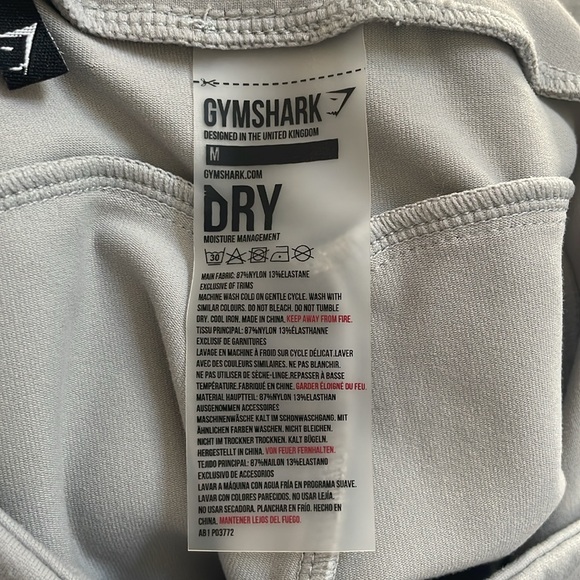 GYMSHARK
DESIGNED IN THE UNITED KINGDOM
M
GYMSHARK.COM
DRY
MOISTURE MANAGEMENT
30
MAIN FABRIC: 87%NYLON 13%ELASTANE
EXCLUSIVE OF TRIMS
MACHINE WASH COLD ON GENTLE CYCLE. WASH WITH
SIMILAR COLOURS. DO NOT BLEACH. DO NOT TUMBLE
DRY. COOL IRON. MADE IN CHINA. KEEP AWAY FROM FIRE.
TISSU PRINCIPAL: 87%NYLON 13%ELASTHANNE
EXCLUSIF DE GARNITURES
LAVAGE EN MACHINE À FROID SUR CYCLE DÉLICAT.LAVER
AVEC DES COULEURS SIMILAIRES. NE PAS BLANCHIR.
NE PAS UTILISER DE SÈCHE-LINGE.REPASSER À BASSE
TEMPÉRATURE.FABRIQUÉ EN CHINE. GARDER ÉLOIGNÉ DU FEU.
MATERIAL HAUPTTEIL: 87%NYLON 13%ELASTHAN
AUSGENOMMEN ACCESSOIRES
MASCHINENWÄSCHE KALT IM SCHONWASCHGANG. MIT
ÄHNLICHEN FARBEN WASCHEN. NICHT BLEICHEN.
NICHT IM TROCKNER TROCKNEN. KALT BÜGELN.
HERGESTELLT IN CHINA. VON FEUER FERNHALTEN.
TEJIDO PRINCIPAL: 87%NAILON 13%ELASTANO
EXCLUSIVO DE ACCESORIOS
LAVAR A MÁQUINA CON AGUA FRÍA EN PROGRAMA SUAVE.
LAVAR CON COLORES PARECIDOS. NO USAR LEJÍA.
NO USAR SECADORA. PLANCHAR EN FRÍO. HECHO EN
CHINA. MANTENER LEJOS DEL FUEGO.
AB1 P03772